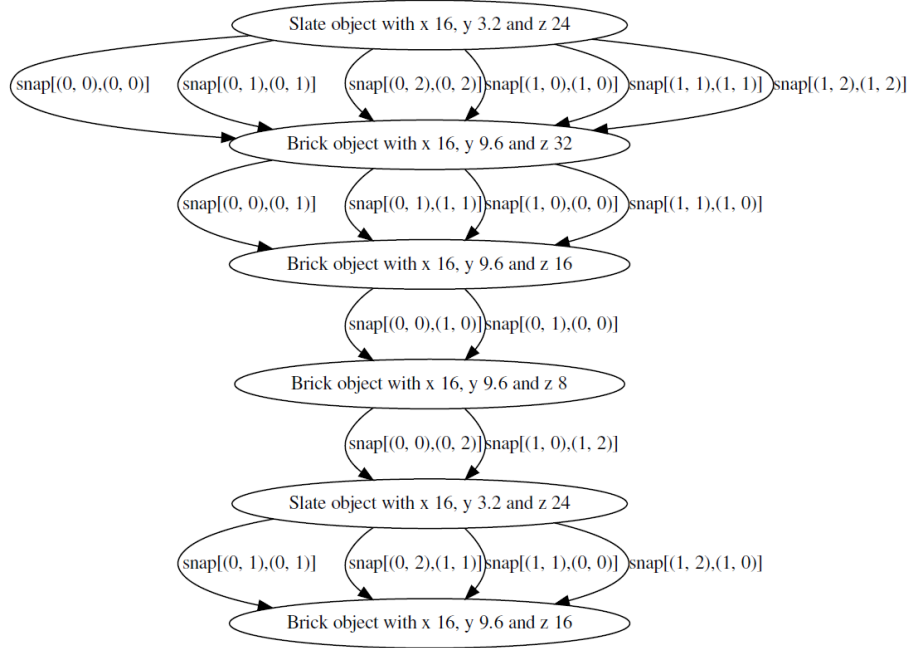 Slate object with x 16, y 3.2 and z 24
snap[(0, 0),(0, 0)] snap[(0, 1),(0, 1)] snap[(0, 2),(0, 2)] snap[(1, 0),(1, 0)] snap[(1, 1),(1, 1)] snap[(1, 2),(1, 2)]
Brick object with x 16, y 9.6 and z 32
snap[(0, 0),(0, 1)] snap[(0, 1),(1, 1)] snap[(1, 0),(0, 0)] snap[(1, 1),(1, 0)]
Brick object with x 16, y 9.6 and z 16
snap[(0, 0),(1, 0)] snap[(0, 1),(0, 0)]
Brick object with x 16, y 9.6 and z 8
snap[(0, 0),(0, 2)] snap[(1, 0),(1, 2)]
Slate object with x 16, y 3.2 and z 24
snap[(0, 1),(0, 1)] snap[(0, 2),(1, 1)] snap[(1, 1),(0, 0)] snap[(1, 2),(1, 0)]
Brick object with x 16, y 9.6 and z 16